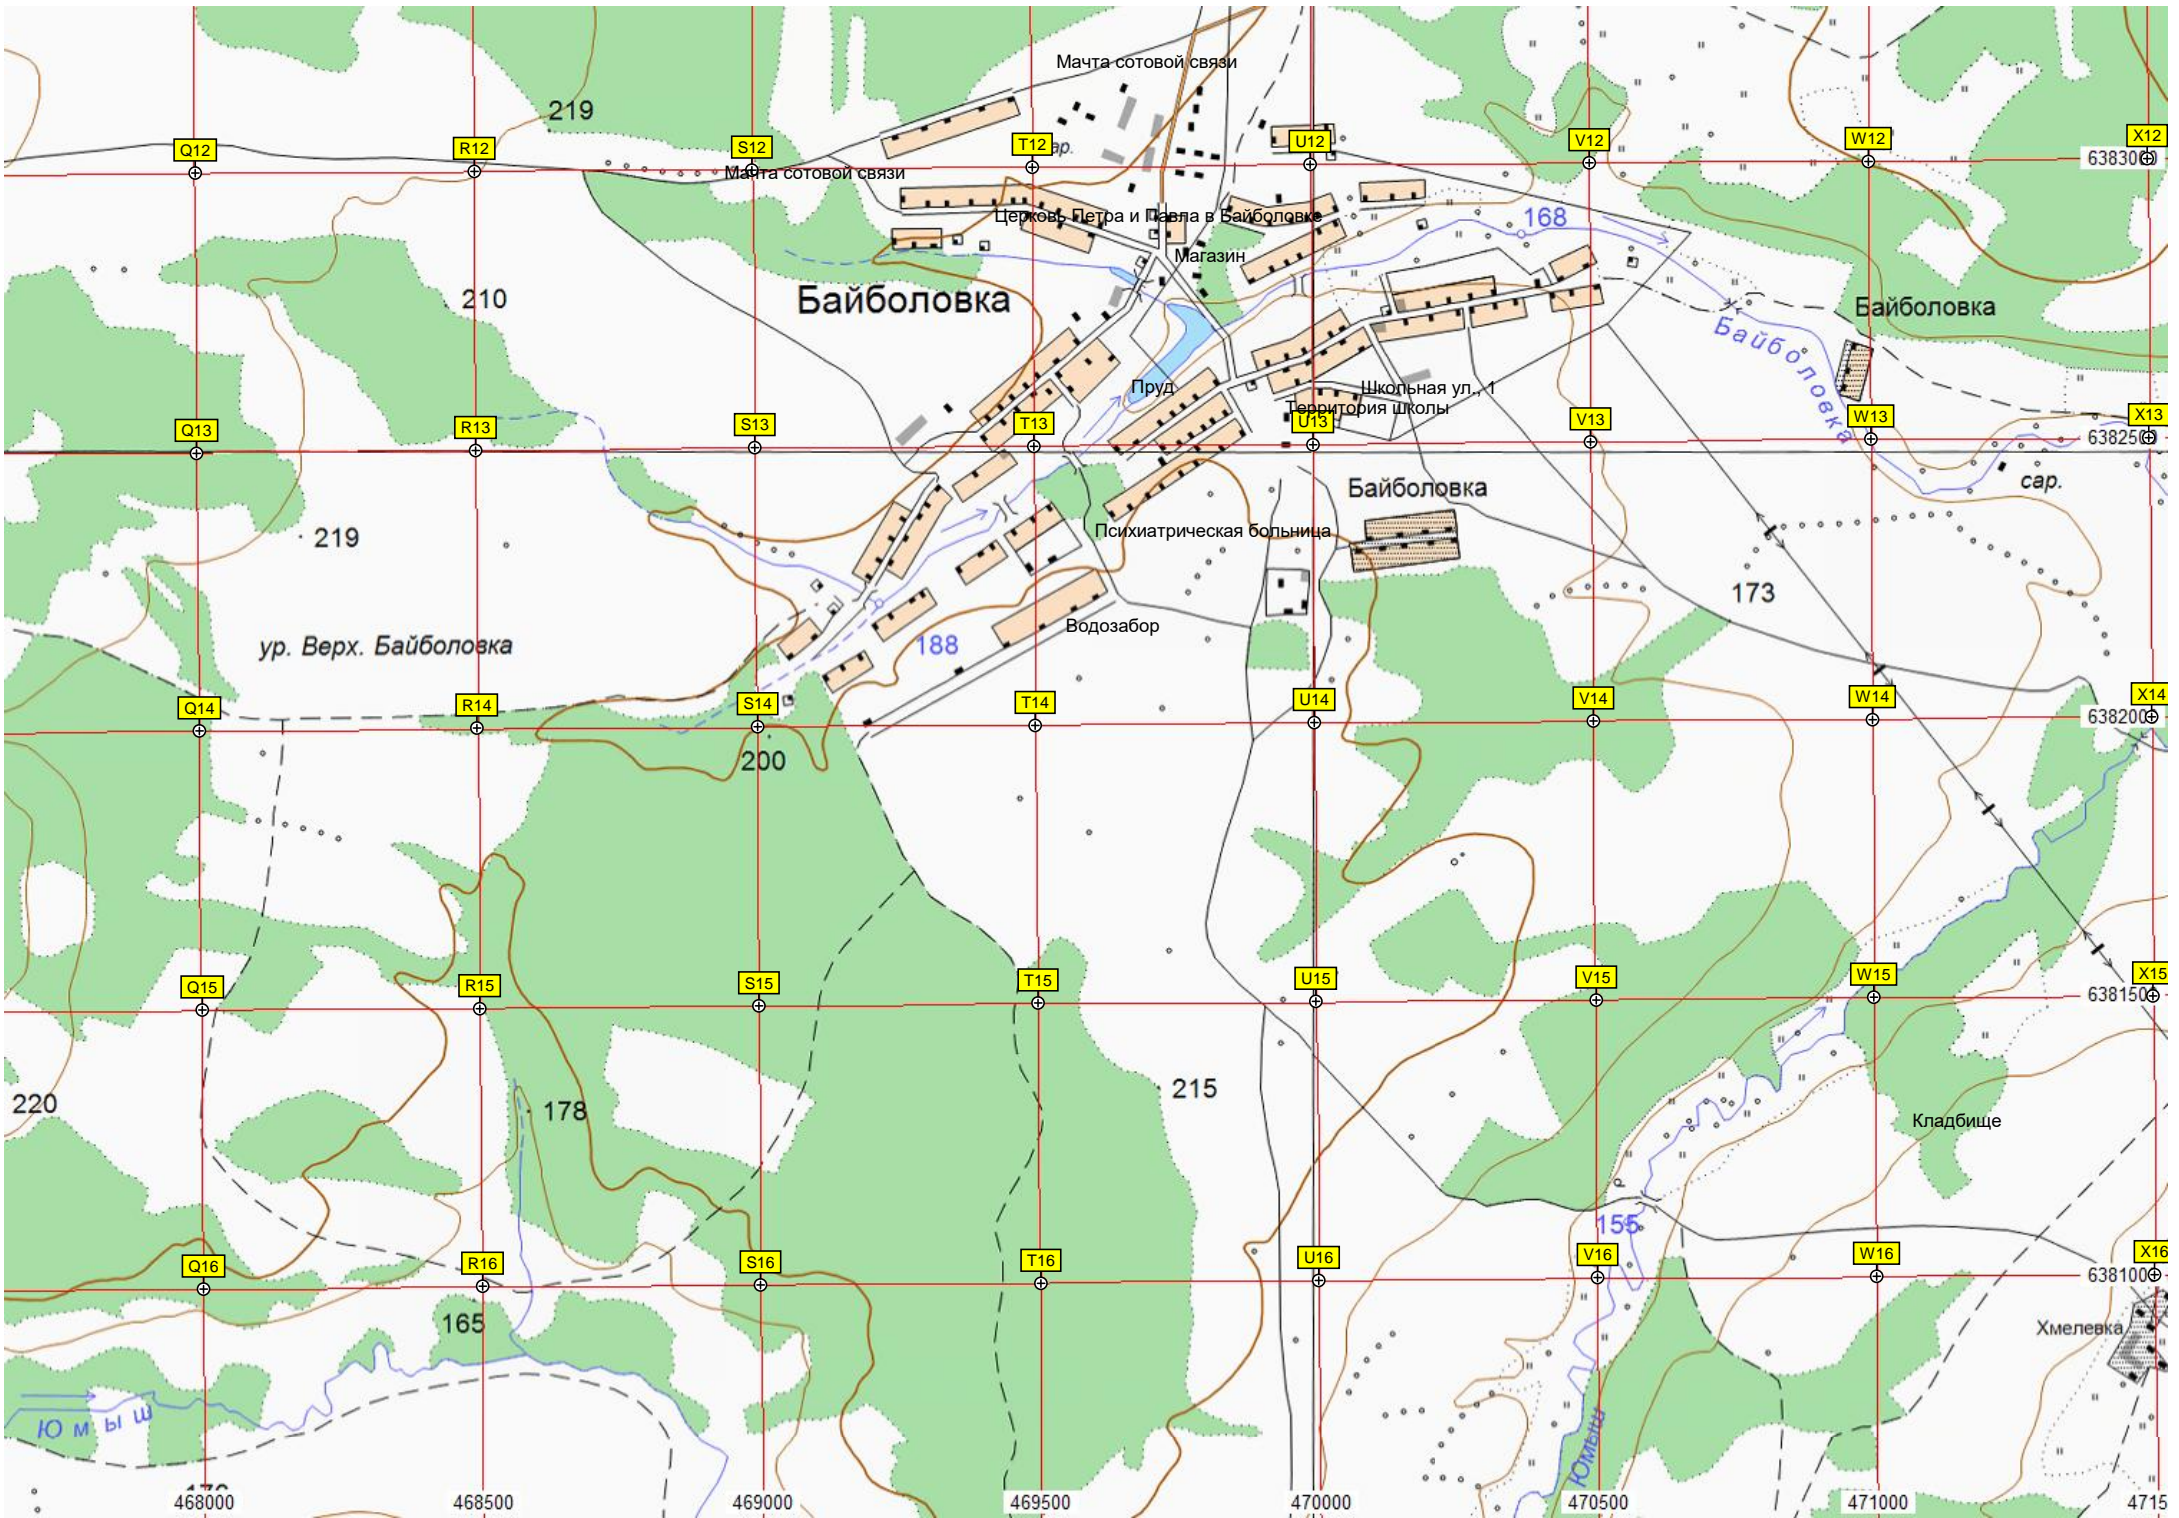 Мачта сотовой связи
219
Q12
R12
S12
T12
ар.
U12
V12
W12
X12
638300
Мачта сотовой связи
Церковь Петра и Павла в Байболовке
168
Магазин
210
Байболовка
Байболовка
Байболовка
Пруд
Школьная ул., 1
Территория школы
Q13
R13
S13
T13
U13
V13
W13
X13
638250
сар.
Байболовка
219
Психиатрическая больница
173
Водозабор
ур. Верх. Байболовка
188
Q14
R14
S14
T14
U14
V14
W14
X14
638200
200
Q15
R15
S15
T15
U15
V15
W15
X15
638150
220
178
215
Кладбище
155
Q16
R16
S16
T16
U16
V16
W16
X16
638100
165
Хмелевка
Юмыш
Юмыш
468000
468500
469000
469500
470000
470500
471000
4715